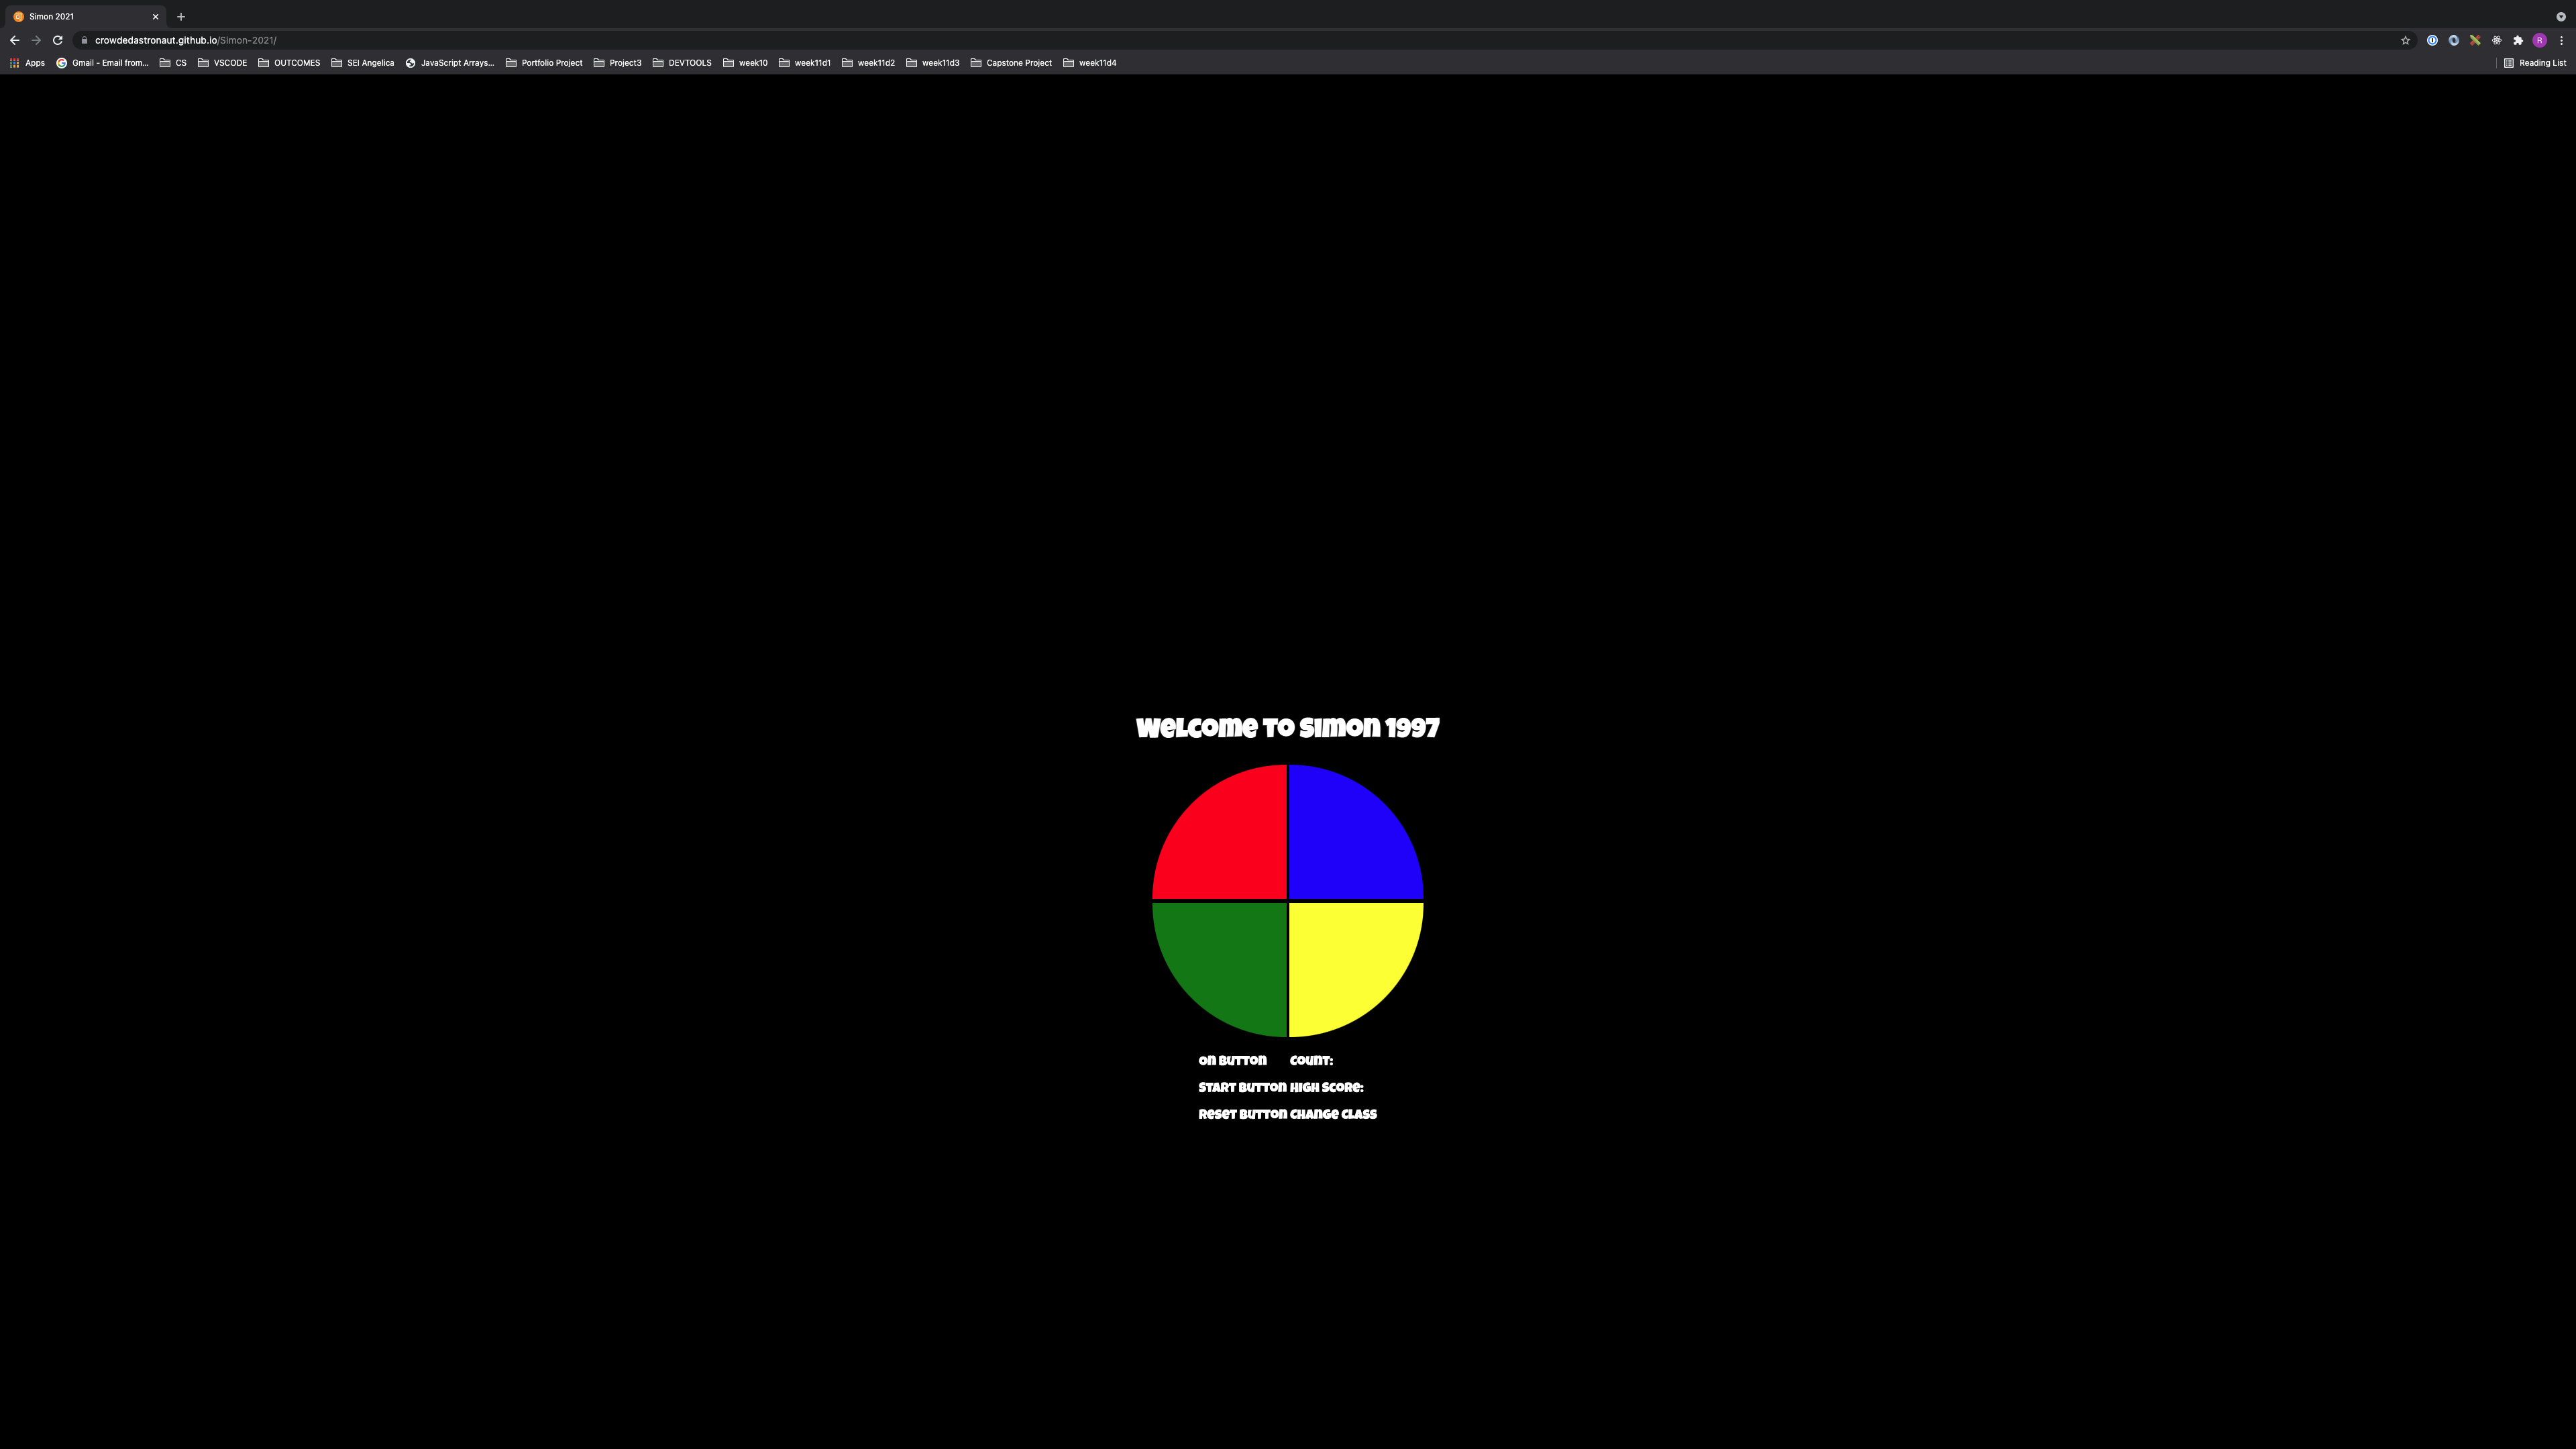 Simon 2021
crowdedastronaut.github.io/Simon-2021/
R
Apps Gmail - Email from... CS VSCODE OUTCOMES SEI Angelica JavaScript Arrays... Portfolio Project Project3 DEVTOOLS week10 week11d1 week11d2 week11d3 Capstone Project week11d4 Reading List
Welcome to Simon 1997
On Button Count:
Start Button High Score:
Reset Button Change Class